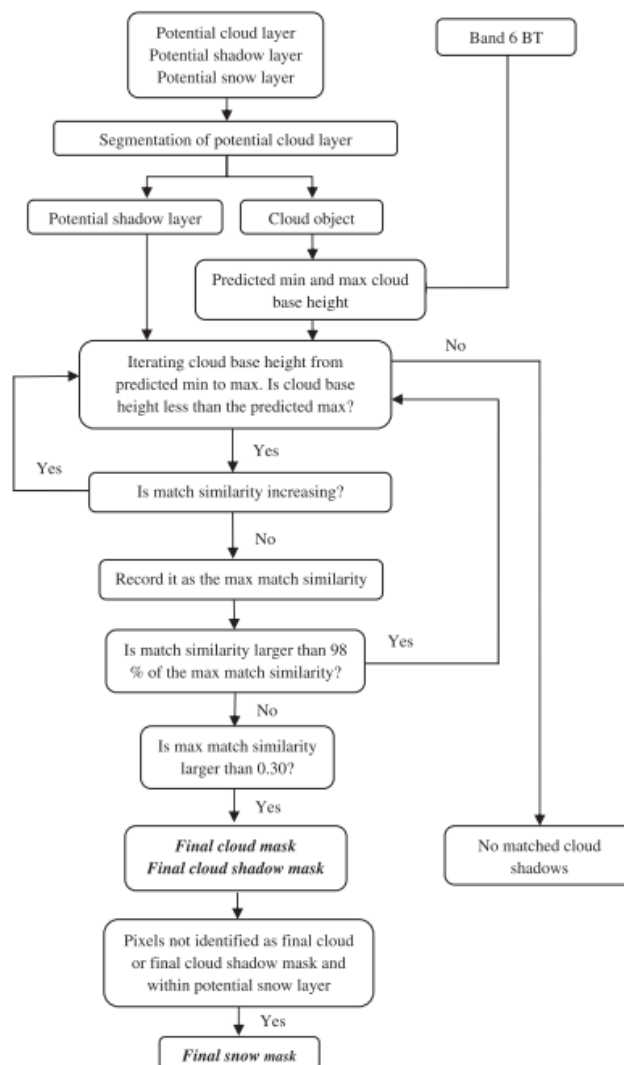 Potential cloud layer
Potential shadow layer
Potential snow layer
Band 6 BT
Segmentation of potential cloud layer
Potential shadow layer
Cloud object
Predicted min and max cloud
base height
Iterating cloud base height from
predicted min to max. Is cloud base
height less than the predicted max?
No
Yes
Yes
Is match similarity increasing?
No
Record it as the max match similarity
Is match similarity larger than 98
% of the max match similarity?
Yes
No
Is max match similarity
larger than 0.30?
Yes
Final cloud mask
Final cloud shadow mask
No matched cloud
shadows
Pixels not identified as final cloud
or final cloud shadow mask and
within potential snow layer
Yes
Final snow mask